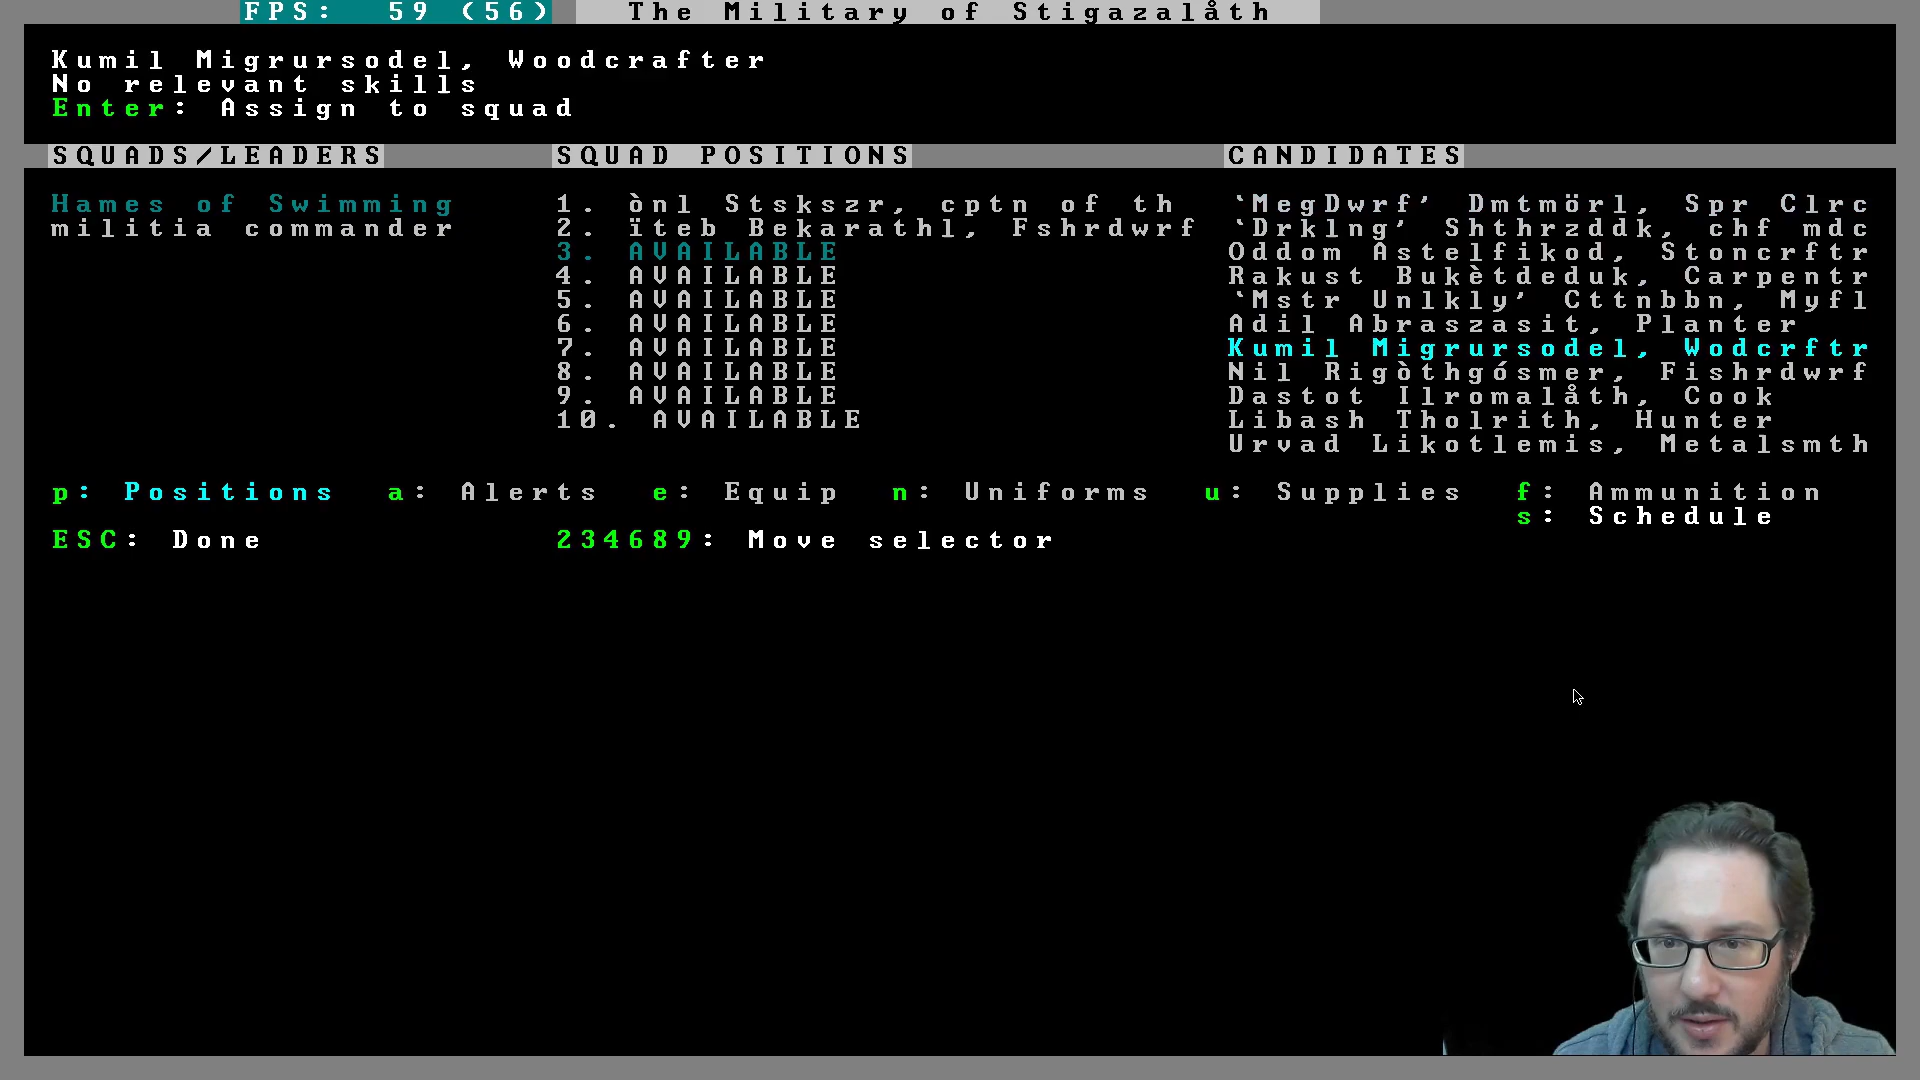 FPS: 59 (56) The Military of Stigazalåth
Kumil Migrursodel, Woodcrafter
No relevant skills
Enter: Assign to squad
SQUADS/LEADERS SQUAD POSITIONS CANDIDATES
Hames of Swimming 1. ònl Stskszr, cptn of th `MegDwrf' Dmtmörl, Spr Clrc
militia commander 2. ïteb Bekarathl, Fshrdwrf `Drklng' Shthrzddk, chf mdc
3. AVAILABLE Oddom Astelfikod, Stoncrftr
4. AVAILABLE Rakust Bukètdeduk, Carpentr
5. AVAILABLE `Mstr Unlkly' Cttnbbn, Myfl
6. AVAILABLE Adil Abraszasit, Planter
7. AVAILABLE Kumil Migrursodel, Wodcrftr
8. AVAILABLE Nil Rigòthgósmer, Fishrdwrf
9. AVAILABLE Dastot Ilromalåth, Cook
10. AVAILABLE Libash Tholrith, Hunter
Urvad Likotlemis, Metalsmth
p: Positions a: Alerts e: Equip n: Uniforms u: Supplies f: Ammunition
s: Schedule
ESC: Done 234689: Move selector